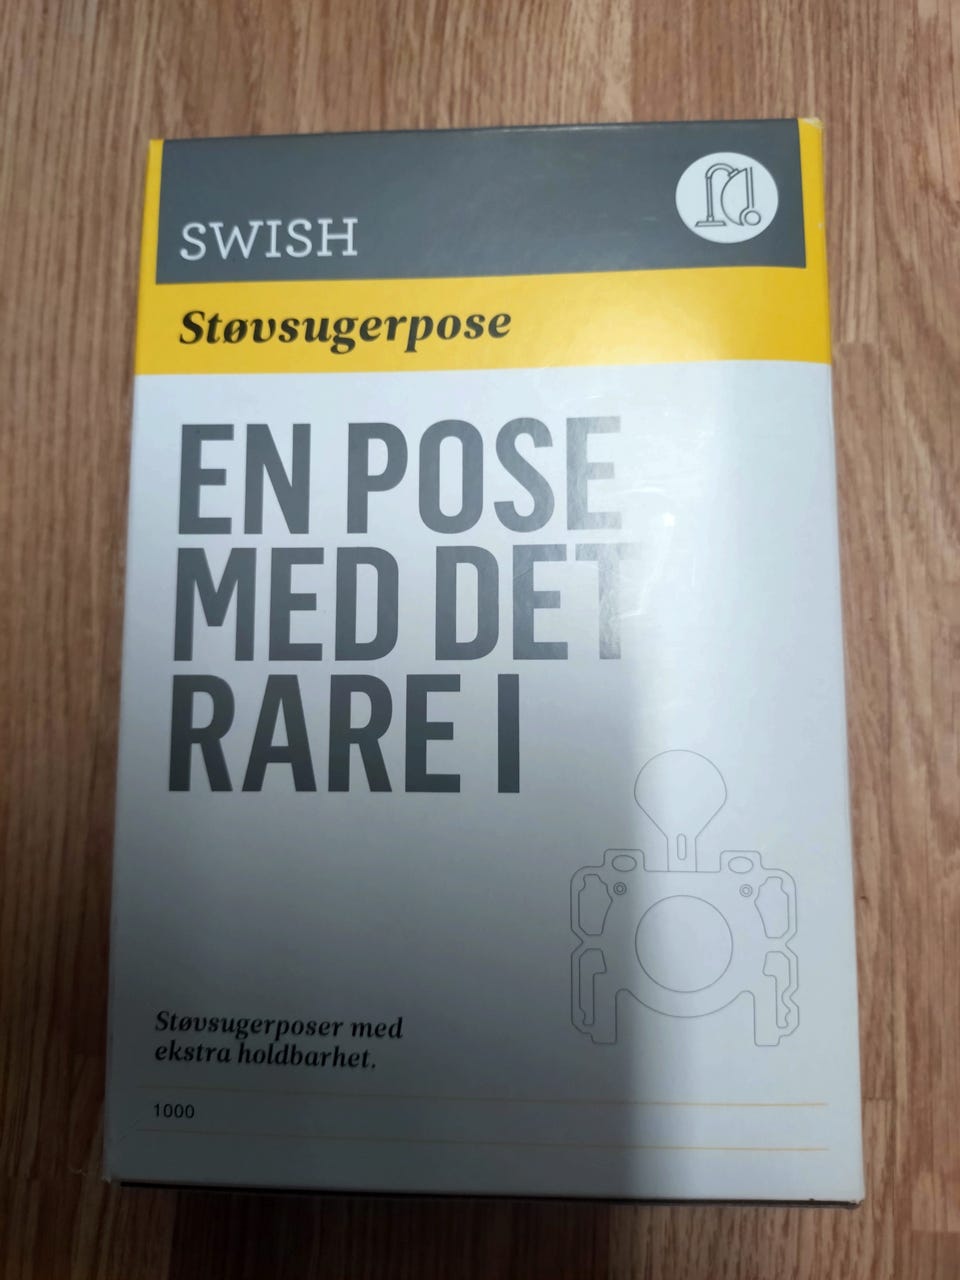 SWISH
Støvsugerpose
EN POSE
MED DET
RARE I
Støvsugerposer med
ekstra holdbarhet.
1000